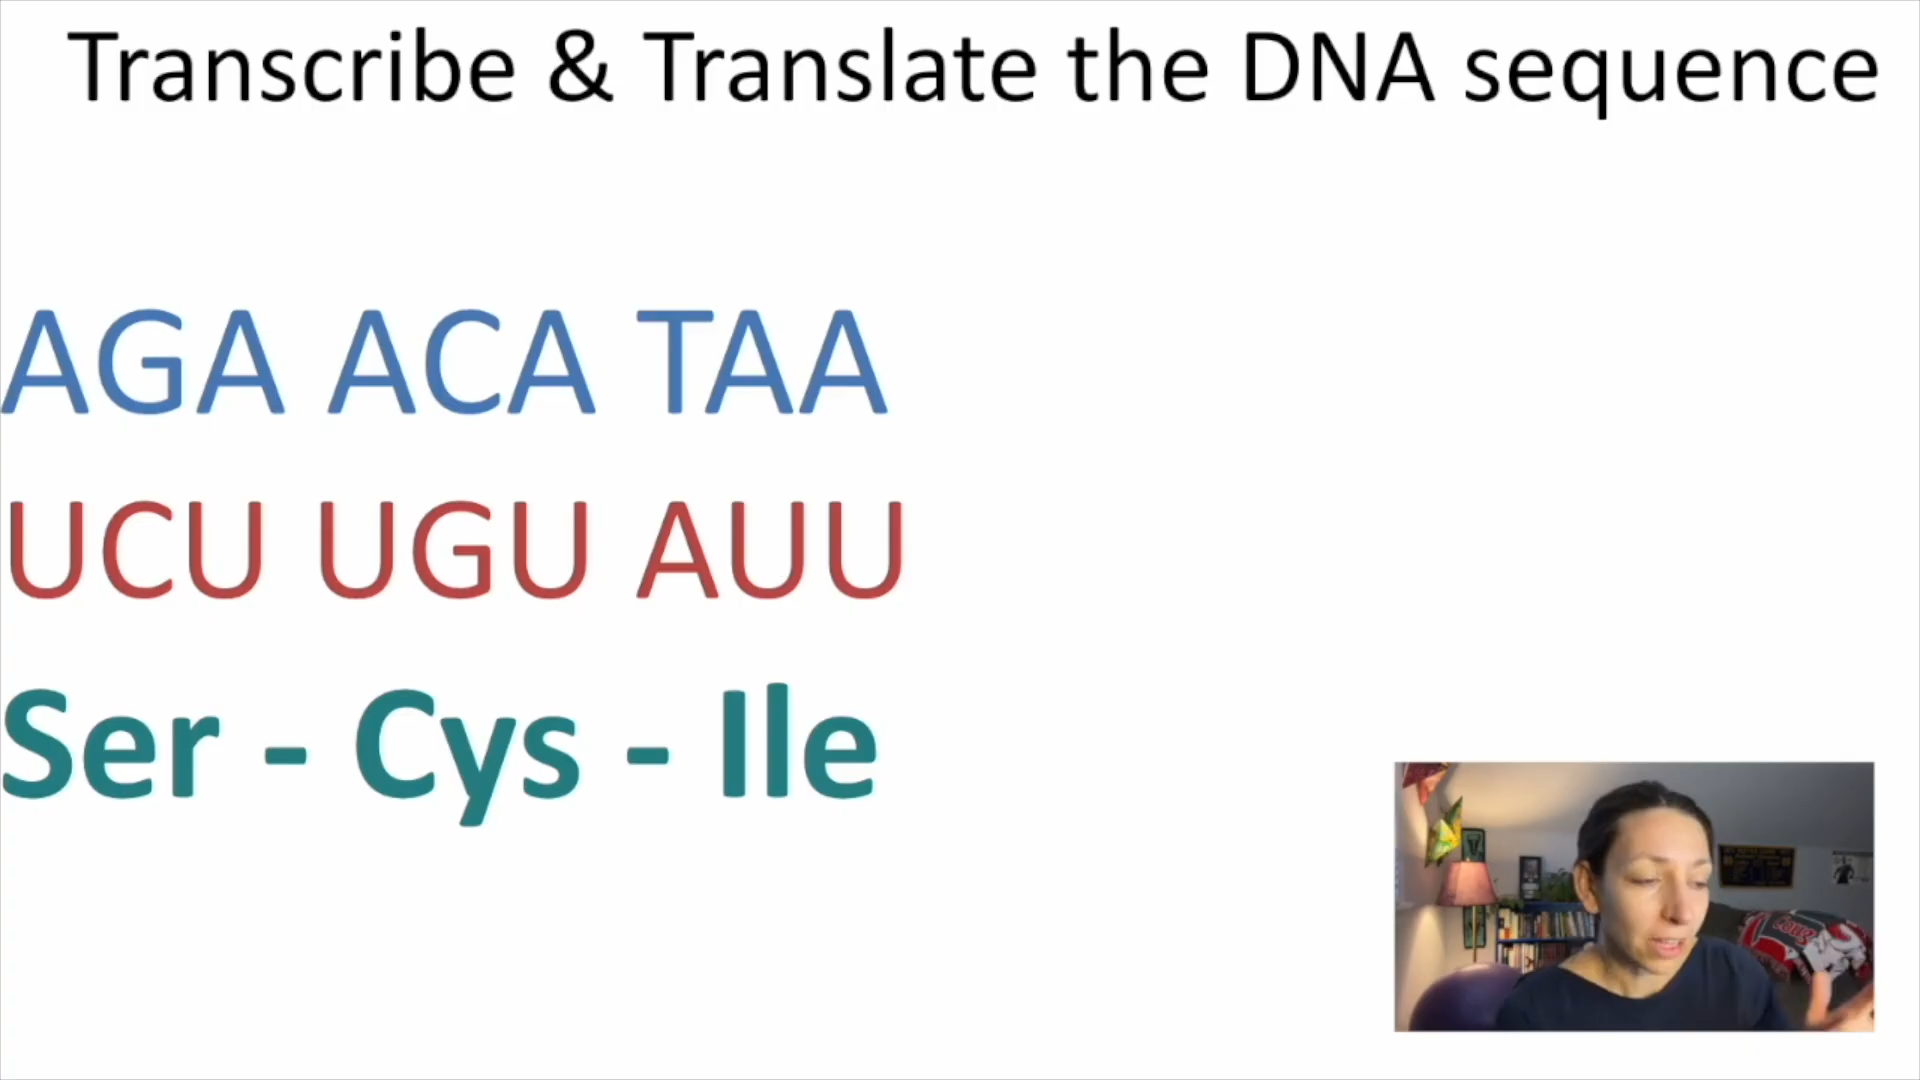 Transcribe & Translate the DNA sequence
AGA ACA TAA
UCU UGU AUU
Ser - Cys - Ile